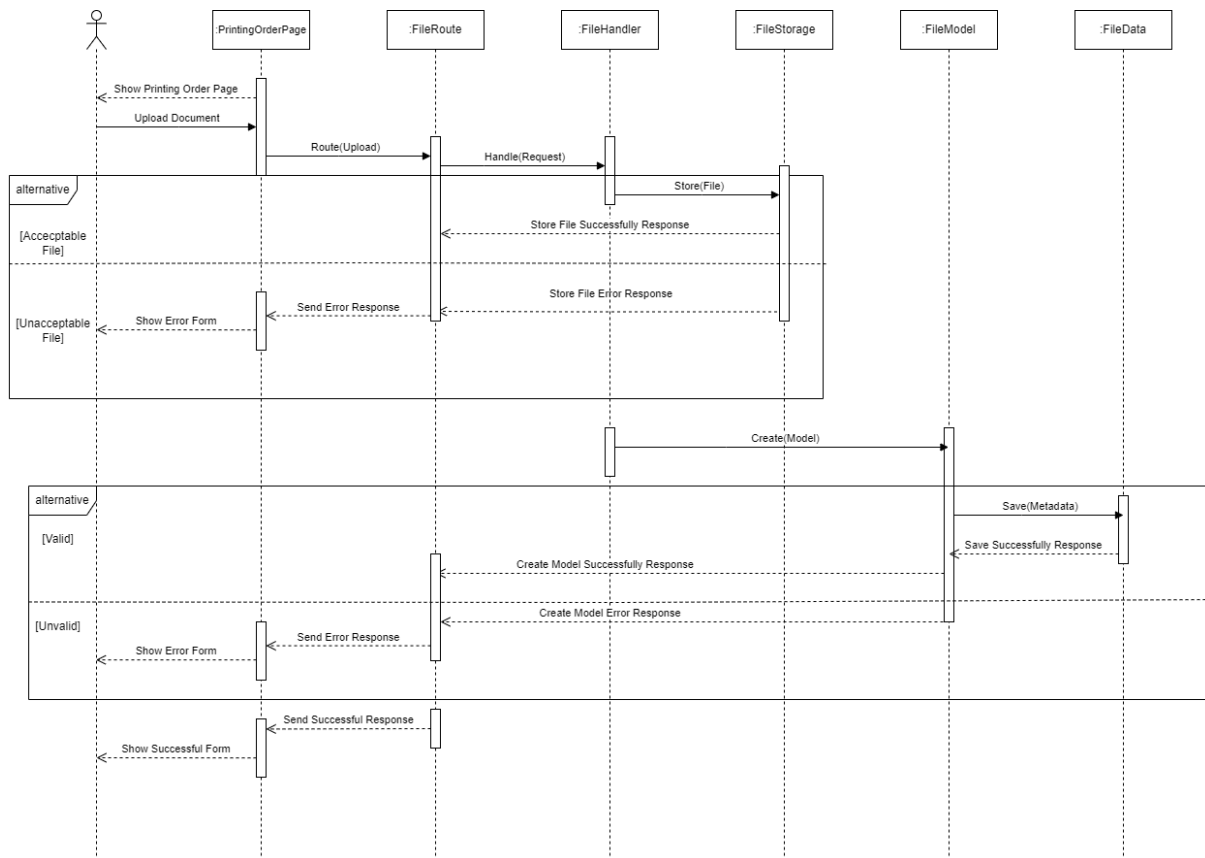 :PrintingOrderPage
:FileRoute
:FileHandler
:FileStorage
:FileModel
:FileData
Show Printing Order Page
Upload Document
Route(Upload)
Handle(Request)
alternative
Store(File)
[Accecptable
File]
Store File Successfully Response
Store File Error Response
Send Error Response
[Unacceptable
File]
Show Error Form
Create(Model)
alternative
Save(Metadata)
[Valid]
Save Successfully Response
Create Model Successfully Response
Create Model Error Response
[Unvalid]
Send Error Response
Show Error Form
Send Successful Response
Show Successful Form